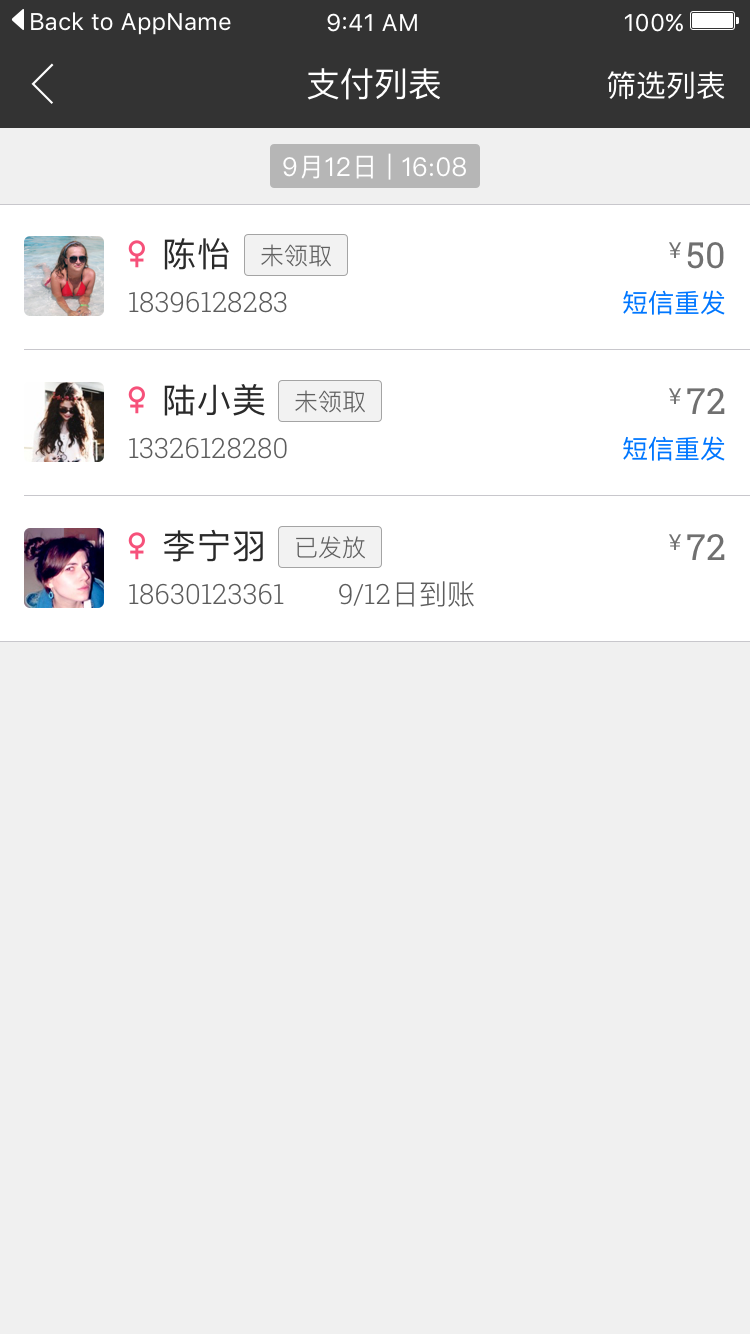 Back to AppName 9:41 AM 100%
支付列表 筛选列表
9月12日 | 16:08
陈怡 未领取 ¥50
18396128283 短信重发
陆小美 未领取 ¥72
13326128280 短信重发
李宁羽 已发放 ¥72
18630123361 9/12日到账